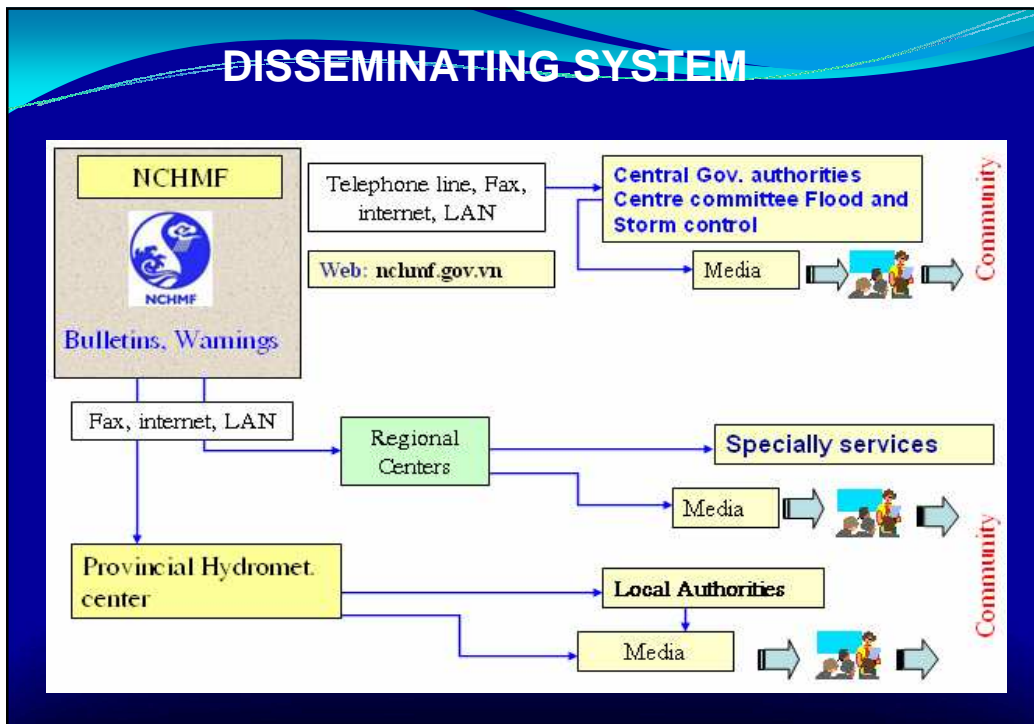 DISSEMINATING SYSTEM
NCHMF
NCHMF
Bulletins, Warnings
Telephone line, Fax,
internet, LAN
Web: nchmf.gov.vn
Central Gov. authorities
Centre committee Flood and
Storm control
Media
Community
Fax, internet, LAN
Regional
Centers
Specially services
Media
Provincial Hydromet.
center
Local Authorities
Media
Community